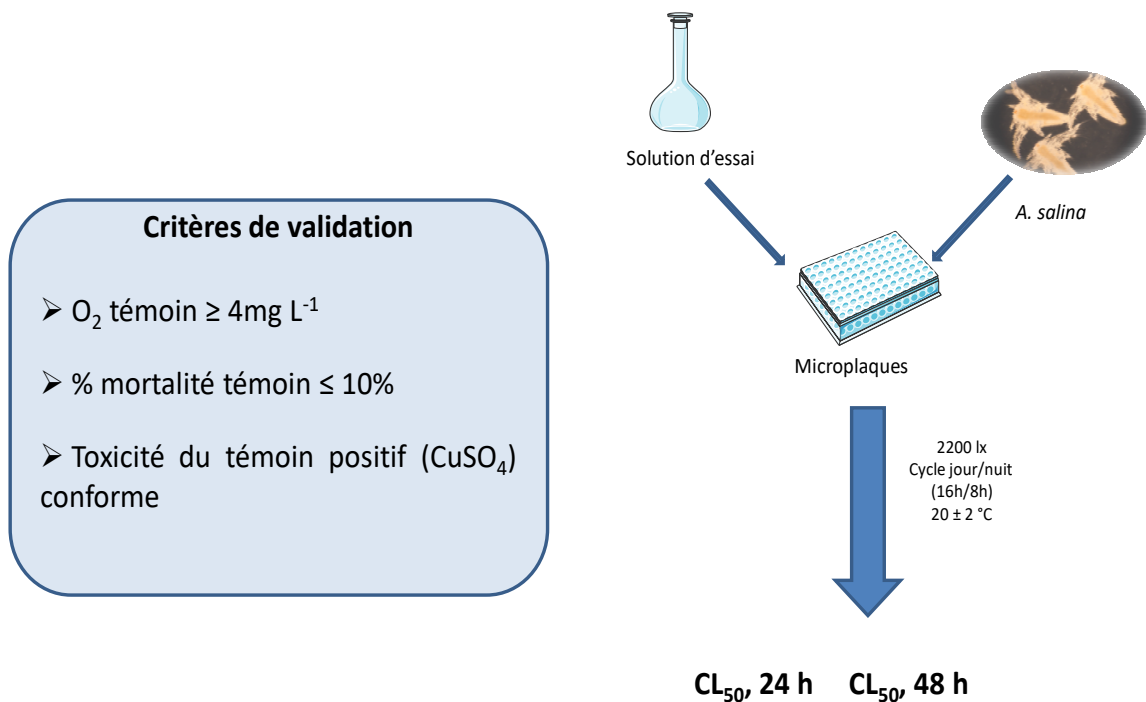 Critères de validation
➢ O₂ témoin ≥ 4mg L⁻¹
➢ % mortalité témoin ≤ 10%
➢ Toxicité du témoin positif (CuSO₄)
conforme
Solution d'essai
A. salina
Microplaques
2200 lx
Cycle jour/nuit
(16h/8h)
20 ± 2 °C
CL₅₀, 24 h CL₅₀, 48 h